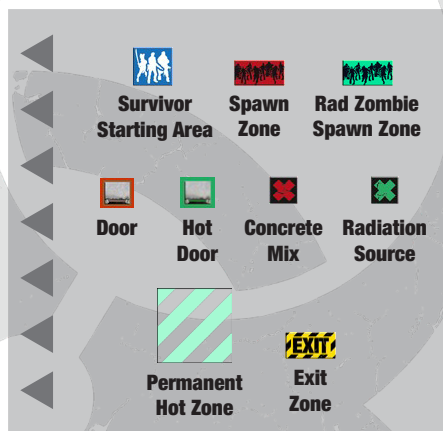 Survivor Starting Area
Spawn Zone
Rad Zombie Spawn Zone
Door
Hot Door
Concrete Mix
Radiation Source
EXIT
Permanent Hot Zone
Exit Zone